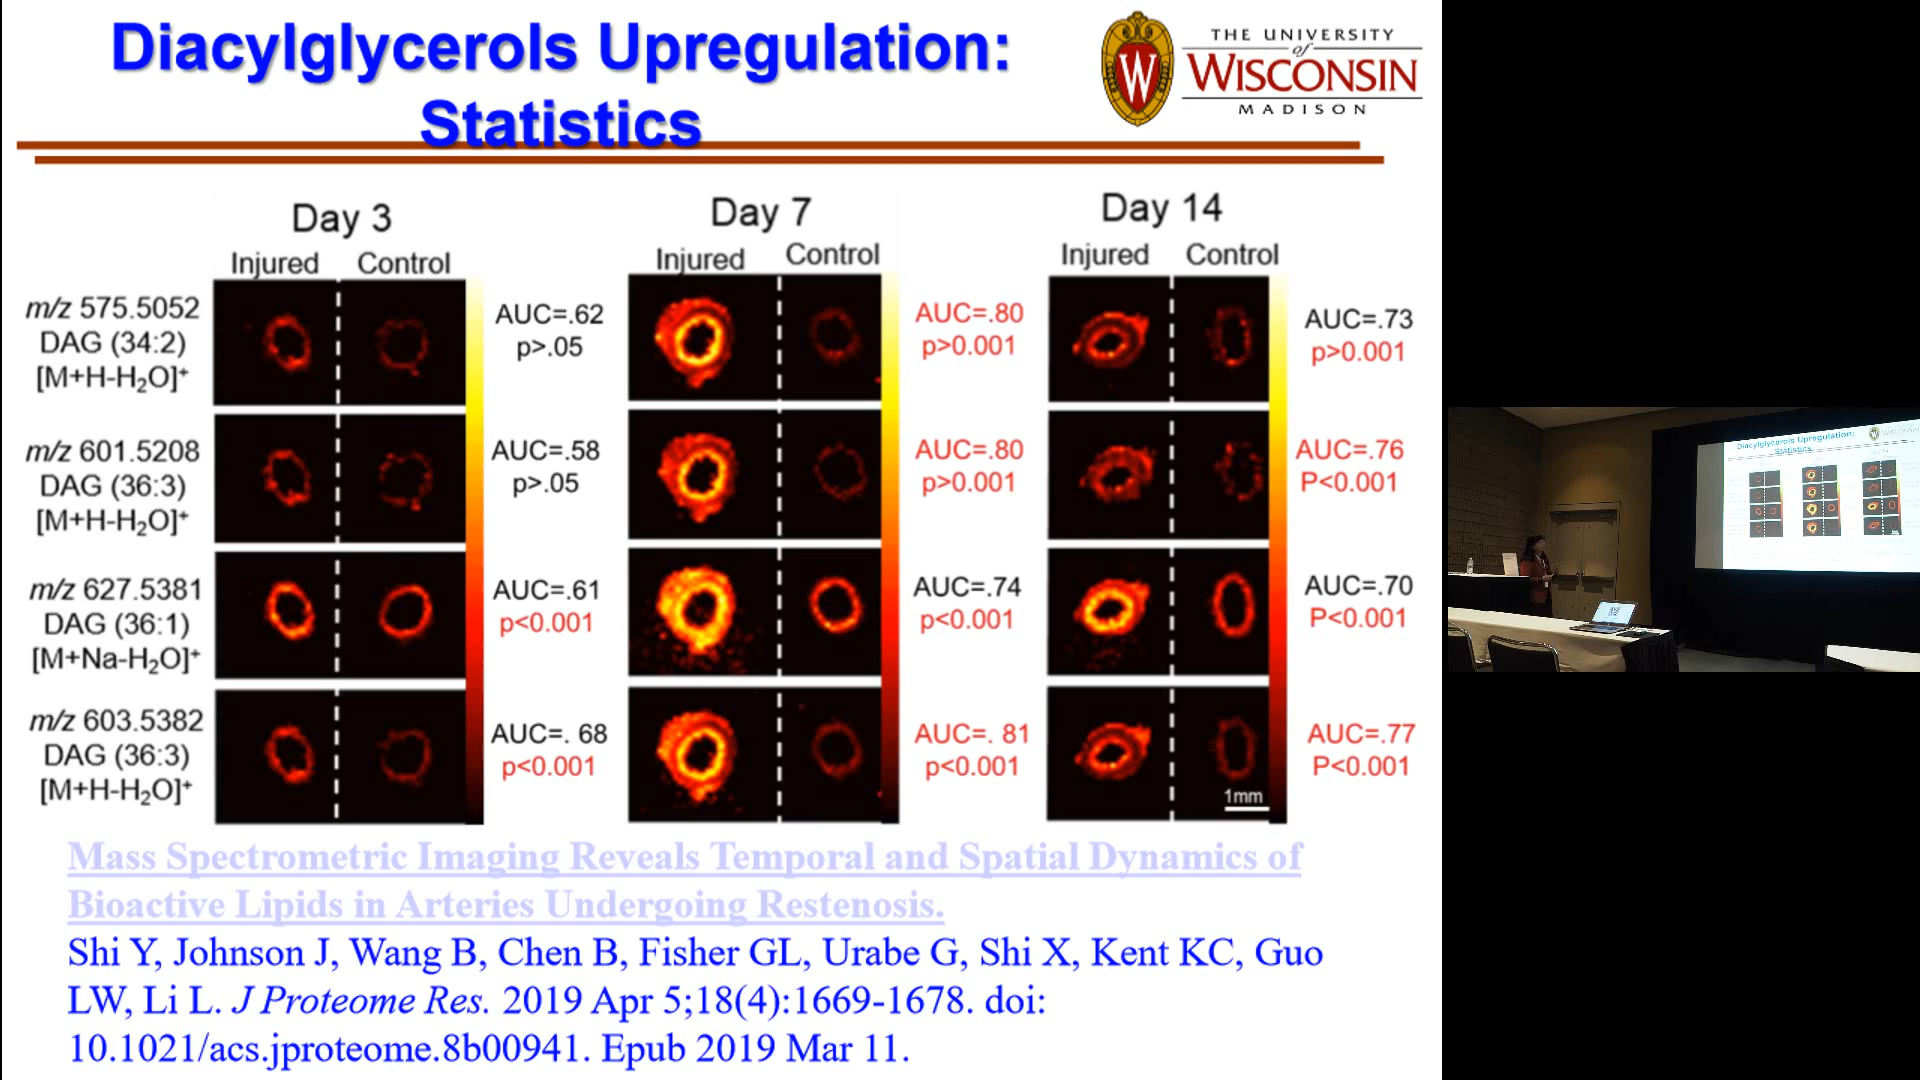 Diacylglycerols Upregulation:
Statistics
THE UNIVERSITY
of
WISCONSIN
MADISON
W
Day 3
Day 7
Day 14
Injured Control
Injured Control
Injured Control
m/z 575.5052
DAG (34:2)
[M+H-H₂O]⁺
AUC=.62
p>.05
AUC=.80
p>0.001
AUC=.73
p>0.001
m/z 601.5208
DAG (36:3)
[M+H-H₂O]⁺
AUC=.58
p>.05
AUC=.80
p>0.001
AUC=.76
P<0.001
m/z 627.5381
DAG (36:1)
[M+Na-H₂O]⁺
AUC=.61
p<0.001
AUC=.74
p<0.001
AUC=.70
P<0.001
m/z 603.5382
DAG (36:3)
[M+H-H₂O]⁺
AUC=. 68
p<0.001
AUC=. 81
p<0.001
AUC=.77
P<0.001
1mm
Mass Spectrometric Imaging Reveals Temporal and Spatial Dynamics of
Bioactive Lipids in Arteries Undergoing Restenosis.
Shi Y, Johnson J, Wang B, Chen B, Fisher GL, Urabe G, Shi X, Kent KC, Guo
LW, Li L. J Proteome Res. 2019 Apr 5;18(4):1669-1678. doi:
10.1021/acs.jproteome.8b00941. Epub 2019 Mar 11.
Diacylglycerols Upregulation:
Statistics
WISCONSIN